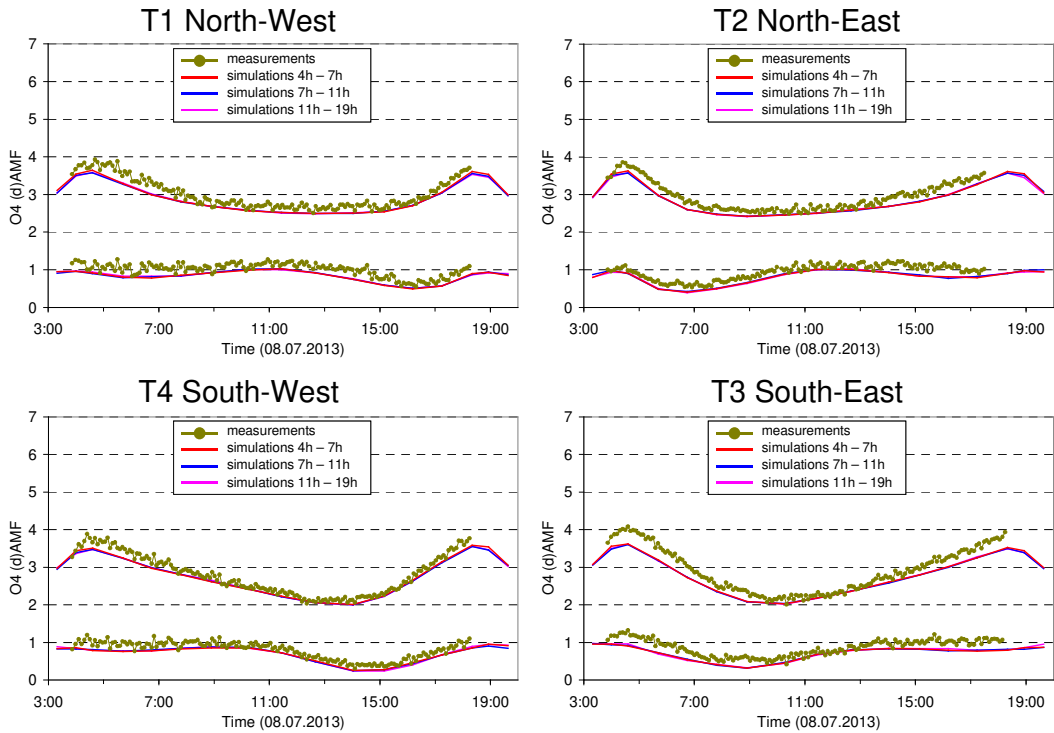 T1 North-West
7
6
5
4
3
2
1
0
O4 (d)AMF
measurements
simulations 4h – 7h
simulations 7h – 11h
simulations 11h – 19h
3:00 7:00 11:00 15:00 19:00
Time (08.07.2013)
T2 North-East
7
6
5
4
3
2
1
0
O4 (d)AMF
measurements
simulations 4h – 7h
simulations 7h – 11h
simulations 11h – 19h
3:00 7:00 11:00 15:00 19:00
Time (08.07.2013)
T4 South-West
7
6
5
4
3
2
1
0
O4 (d)AMF
measurements
simulations 4h – 7h
simulations 7h – 11h
simulations 11h – 19h
3:00 7:00 11:00 15:00 19:00
Time (08.07.2013)
T3 South-East
7
6
5
4
3
2
1
0
O4 (d)AMF
measurements
simulations 4h – 7h
simulations 7h – 11h
simulations 11h – 19h
3:00 7:00 11:00 15:00 19:00
Time (08.07.2013)